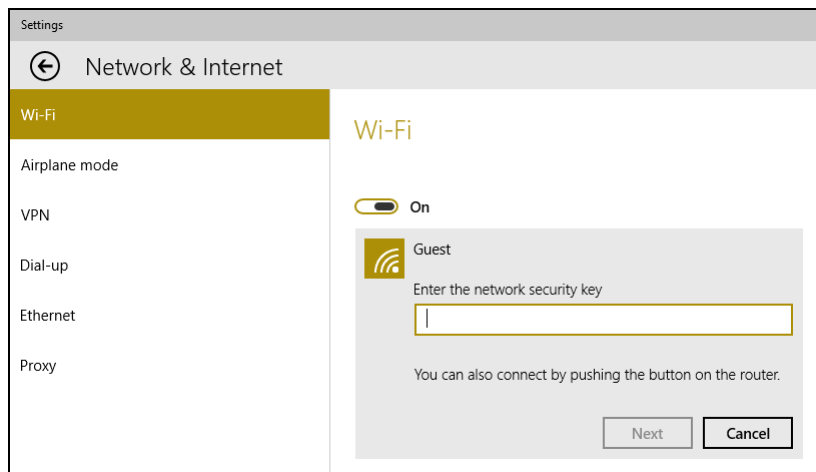 Settings
Network & Internet
Wi-Fi
Airplane mode
VPN
Dial-up
Ethernet
Proxy
Wi-Fi
On
Guest
Enter the network security key
You can also connect by pushing the button on the router.
Next
Cancel